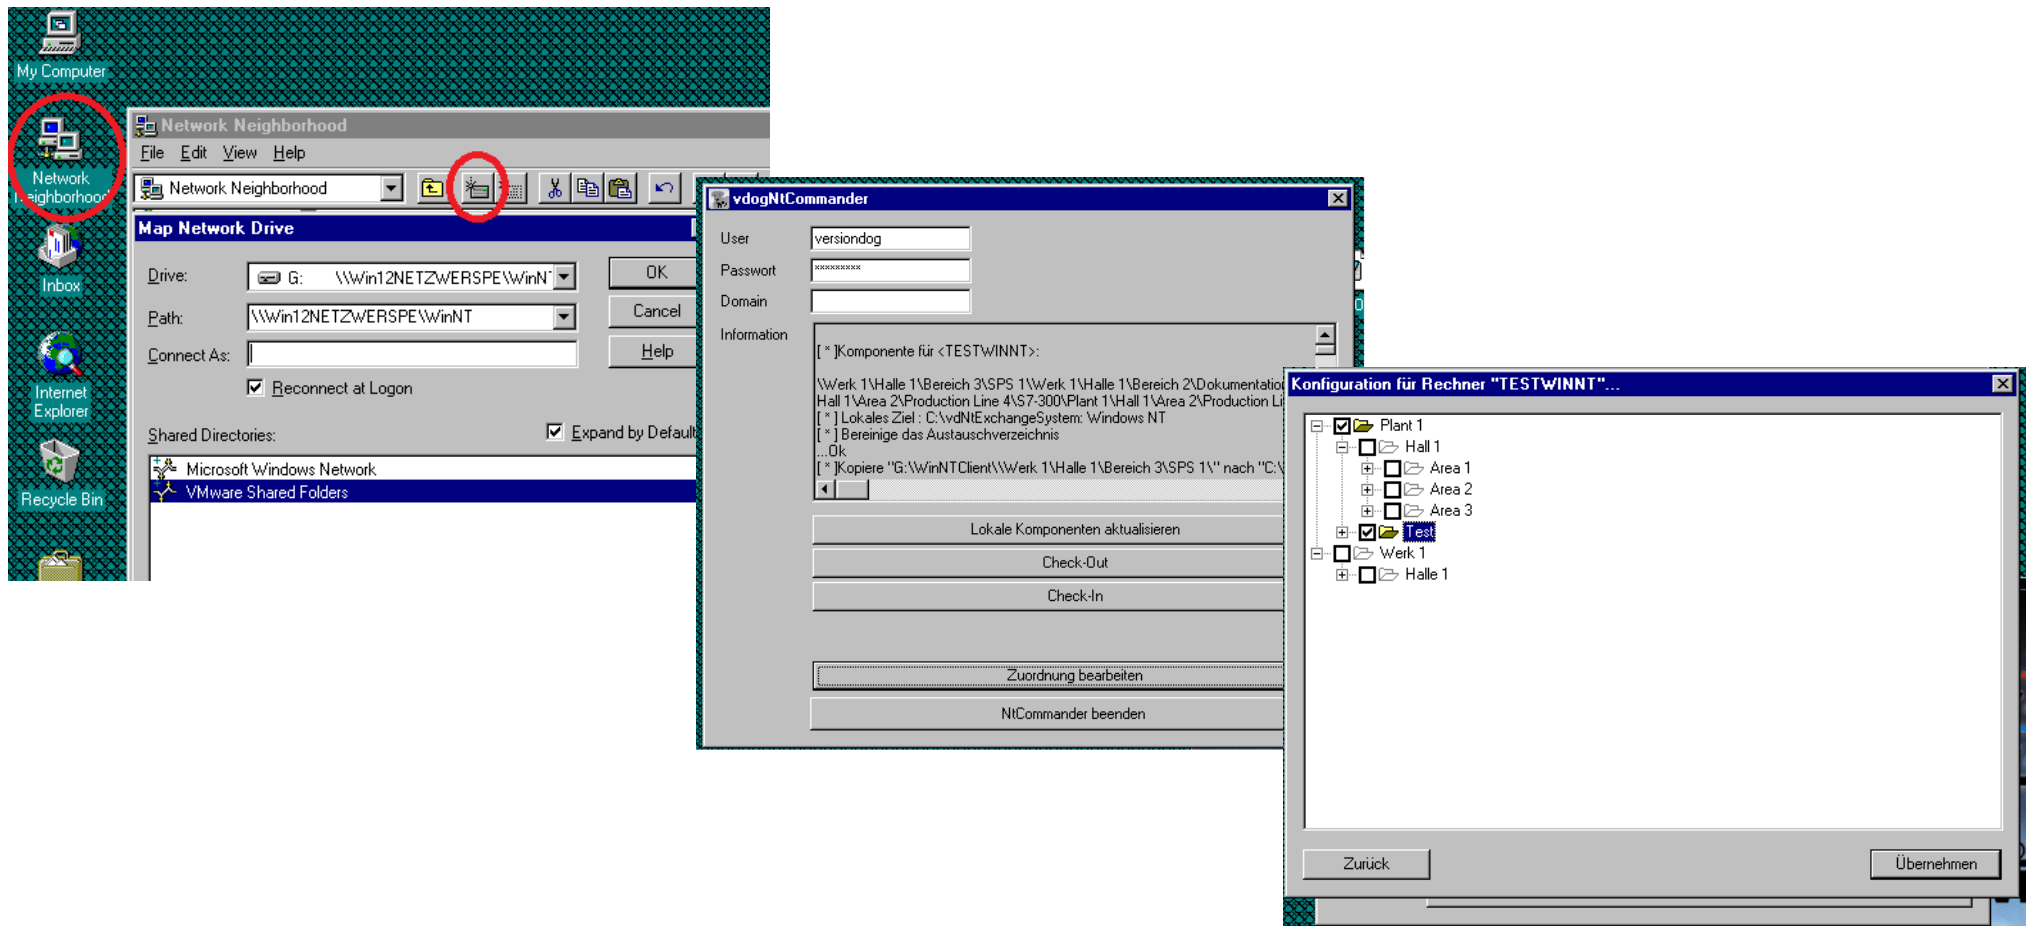 My Computer
Network
Neighborhood
Inbox
Internet
Explorer
Recycle Bin
Network Neighborhood
File Edit View Help
Network Neighborhood
Map Network Drive
Drive: G: \\Win12NETZWERSPE\WinN
Path: \\Win12NETZWERSPE\WinNT
Connect As:
Reconnect at Logon
OK
Cancel
Help
Shared Directories: Expand by Default
Microsoft Windows Network
VMware Shared Folders
vdogNtCommander
User versiondog
Passwort *********
Domain
Information
[ * ]Komponente für <TESTWINNT>:
\Werk 1\Halle 1\Bereich 3\SPS 1\Werk 1\Halle 1\Bereich 2\Dokumentation
Hall 1\Area 2\Production Line 4\S7-300\Plant 1\Hall 1\Area 2\Production Li
[ * ] Lokales Ziel : C:\vdNtExchangeSystem: Windows NT
[ * ] Bereinige das Austauschverzeichnis
...Ok
[ * ]Kopiere "G:\WinNTClient\\Werk 1\Halle 1\Bereich 3\SPS 1\" nach "C:\
Lokale Komponenten aktualisieren
Check-Out
Check-In
Zuordnung bearbeiten
NtCommander beenden
Konfiguration für Rechner "TESTWINNT"...
Plant 1
Hall 1
Area 1
Area 2
Area 3
Test
Werk 1
Halle 1
Zurück
Übernehmen